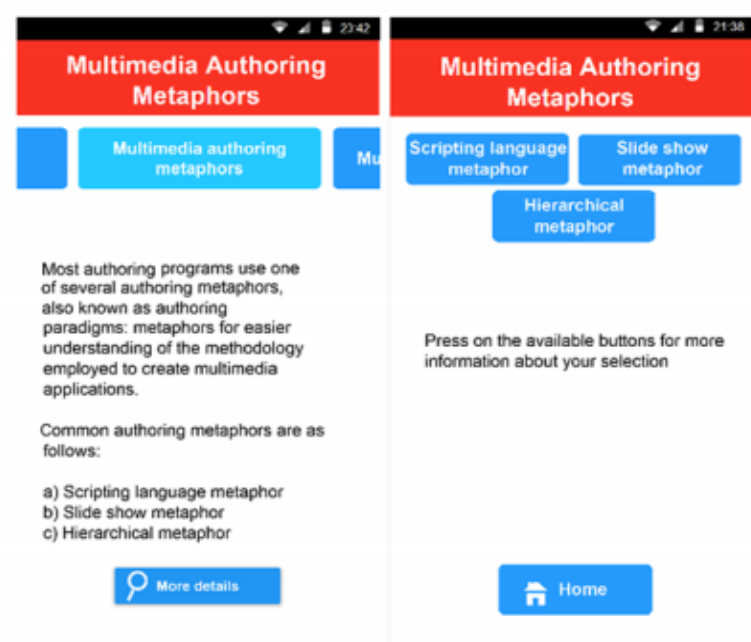 20:42
Multimedia Authoring
Metaphors
Multimedia authoring
metaphors
Mu
Most authoring programs use one
of several authoring metaphors,
also known as authoring
paradigms: metaphors for easier
understanding of the methodology
employed to create multimedia
applications.
Common authoring metaphors are as
follows:
a) Scripting language metaphor
b) Slide show metaphor
c) Hierarchical metaphor
More details
21:38
Multimedia Authoring
Metaphors
Scripting language
metaphor
Slide show
metaphor
Hierarchical
metaphor
Press on the available buttons for more
information about your selection
Home